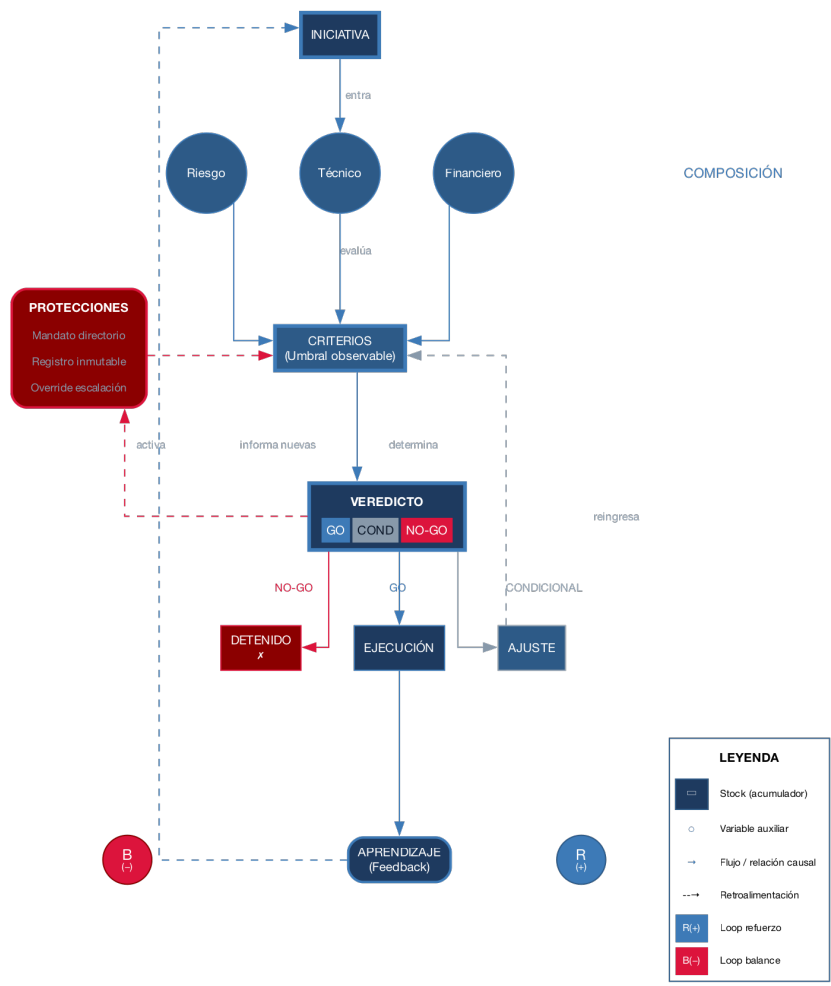 INICIATIVA
entra
Riesgo
Técnico
Financiero
COMPOSICIÓN
evalúa
PROTECCIONES
Mandato directorio
Registro inmutable
Override escalación
CRITERIOS
(Umbral observable)
activa
informa nuevas
determina
VEREDICTO
GO
COND
NO-GO
reingresa
NO-GO
GO
CONDICIONAL
DETENIDO
✗
EJECUCIÓN
AJUSTE
LEYENDA
Stock (acumulador)
Variable auxiliar
Flujo / relación causal
Retroalimentación
R(+)
Loop refuerzo
B(−)
Loop balance
B
(−)
APRENDIZAJE
(Feedback)
R
(+)